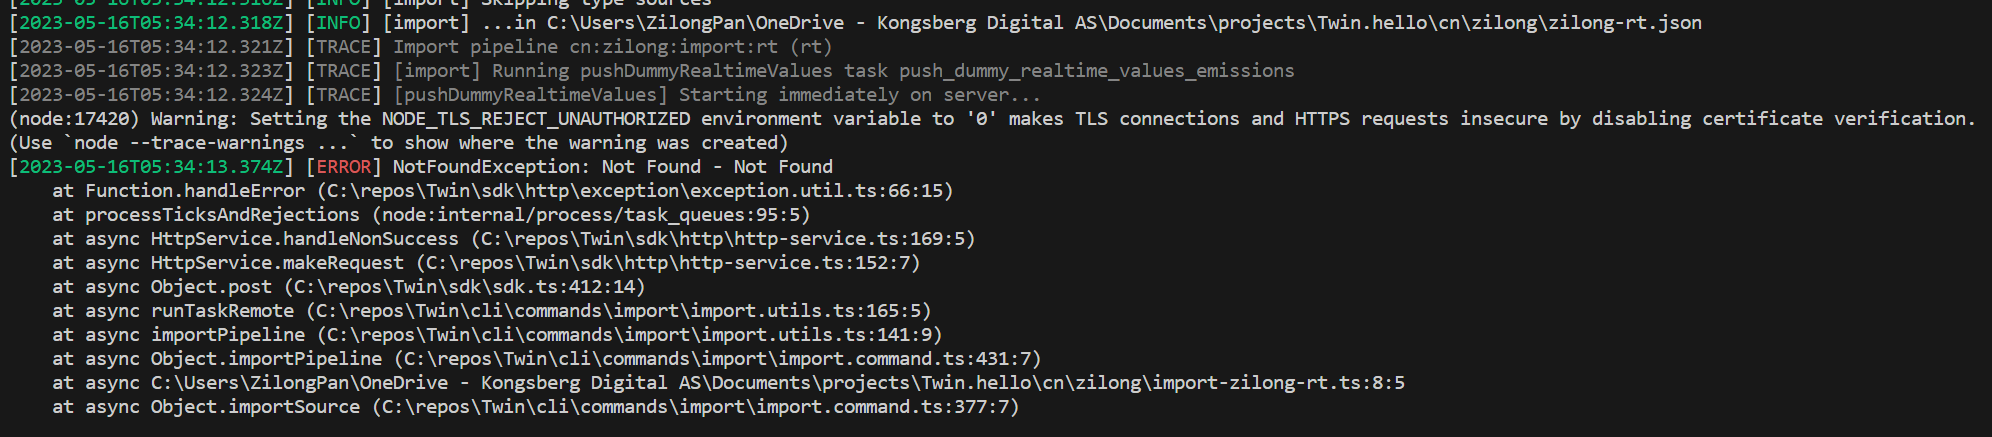 [2023-05-16T05:34:12.316Z] [INFO] [import] Skipping type sources
[2023-05-16T05:34:12.318Z] [INFO] [import] ...in C:\Users\ZilongPan\OneDrive - Kongsberg Digital AS\Documents\projects\Twin.hello\cn\zilong\zilong-rt.json
[2023-05-16T05:34:12.321Z] [TRACE] Import pipeline cn:zilong:import:rt (rt)
[2023-05-16T05:34:12.323Z] [TRACE] [import] Running pushDummyRealtimeValues task push_dummy_realtime_values_emissions
[2023-05-16T05:34:12.324Z] [TRACE] [pushDummyRealtimeValues] Starting immediately on server...
(node:17420) Warning: Setting the NODE_TLS_REJECT_UNAUTHORIZED environment variable to '0' makes TLS connections and HTTPS requests insecure by disabling certificate verification.
(Use `node --trace-warnings ...` to show where the warning was created)
[2023-05-16T05:34:13.374Z] [ERROR] NotFoundException: Not Found - Not Found
    at Function.handleError (C:\repos\Twin\sdk\http\exception\exception.util.ts:66:15)
    at processTicksAndRejections (node:internal/process/task_queues:95:5)
    at async HttpService.handleNonSuccess (C:\repos\Twin\sdk\http\http-service.ts:169:5)
    at async HttpService.makeRequest (C:\repos\Twin\sdk\http\http-service.ts:152:7)
    at async Object.post (C:\repos\Twin\sdk\sdk.ts:412:14)
    at async runTaskRemote (C:\repos\Twin\cli\commands\import\import.utils.ts:165:5)
    at async importPipeline (C:\repos\Twin\cli\commands\import\import.utils.ts:141:9)
    at async Object.importPipeline (C:\repos\Twin\cli\commands\import\import.command.ts:431:7)
    at async C:\Users\ZilongPan\OneDrive - Kongsberg Digital AS\Documents\projects\Twin.hello\cn\zilong\import-zilong-rt.ts:8:5
    at async Object.importSource (C:\repos\Twin\cli\commands\import\import.command.ts:377:7)